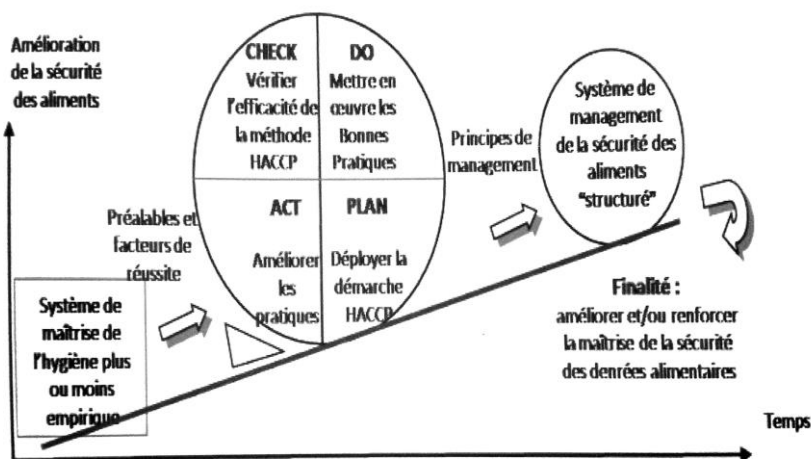 Amélioration
de la sécurité
des aliments
CHECK
Vérifier
l'efficacité de
la méthode
HACCP
DO
Mettre en
œuvre les
Bonnes
Pratiques
ACT
Améliorer
les
pratiques
PLAN
Déployer la
démarche
HACCP
Préalables et
facteurs de
réussite
Système de
maîtrise de
l'hygiène plus
ou moins
empirique
Principes de
management
Système de
management
de la sécurité des
aliments
"structuré"
Finalité :
améliorer et/ou renforcer
la maîtrise de la sécurité
des denrées alimentaires
Temps